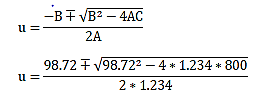 u = (−B ∓ √(B² − 4AC)) / 2A
u = (98.72 ∓ √(98.72² − 4 * 1.234 * 800)) / (2 * 1.234)